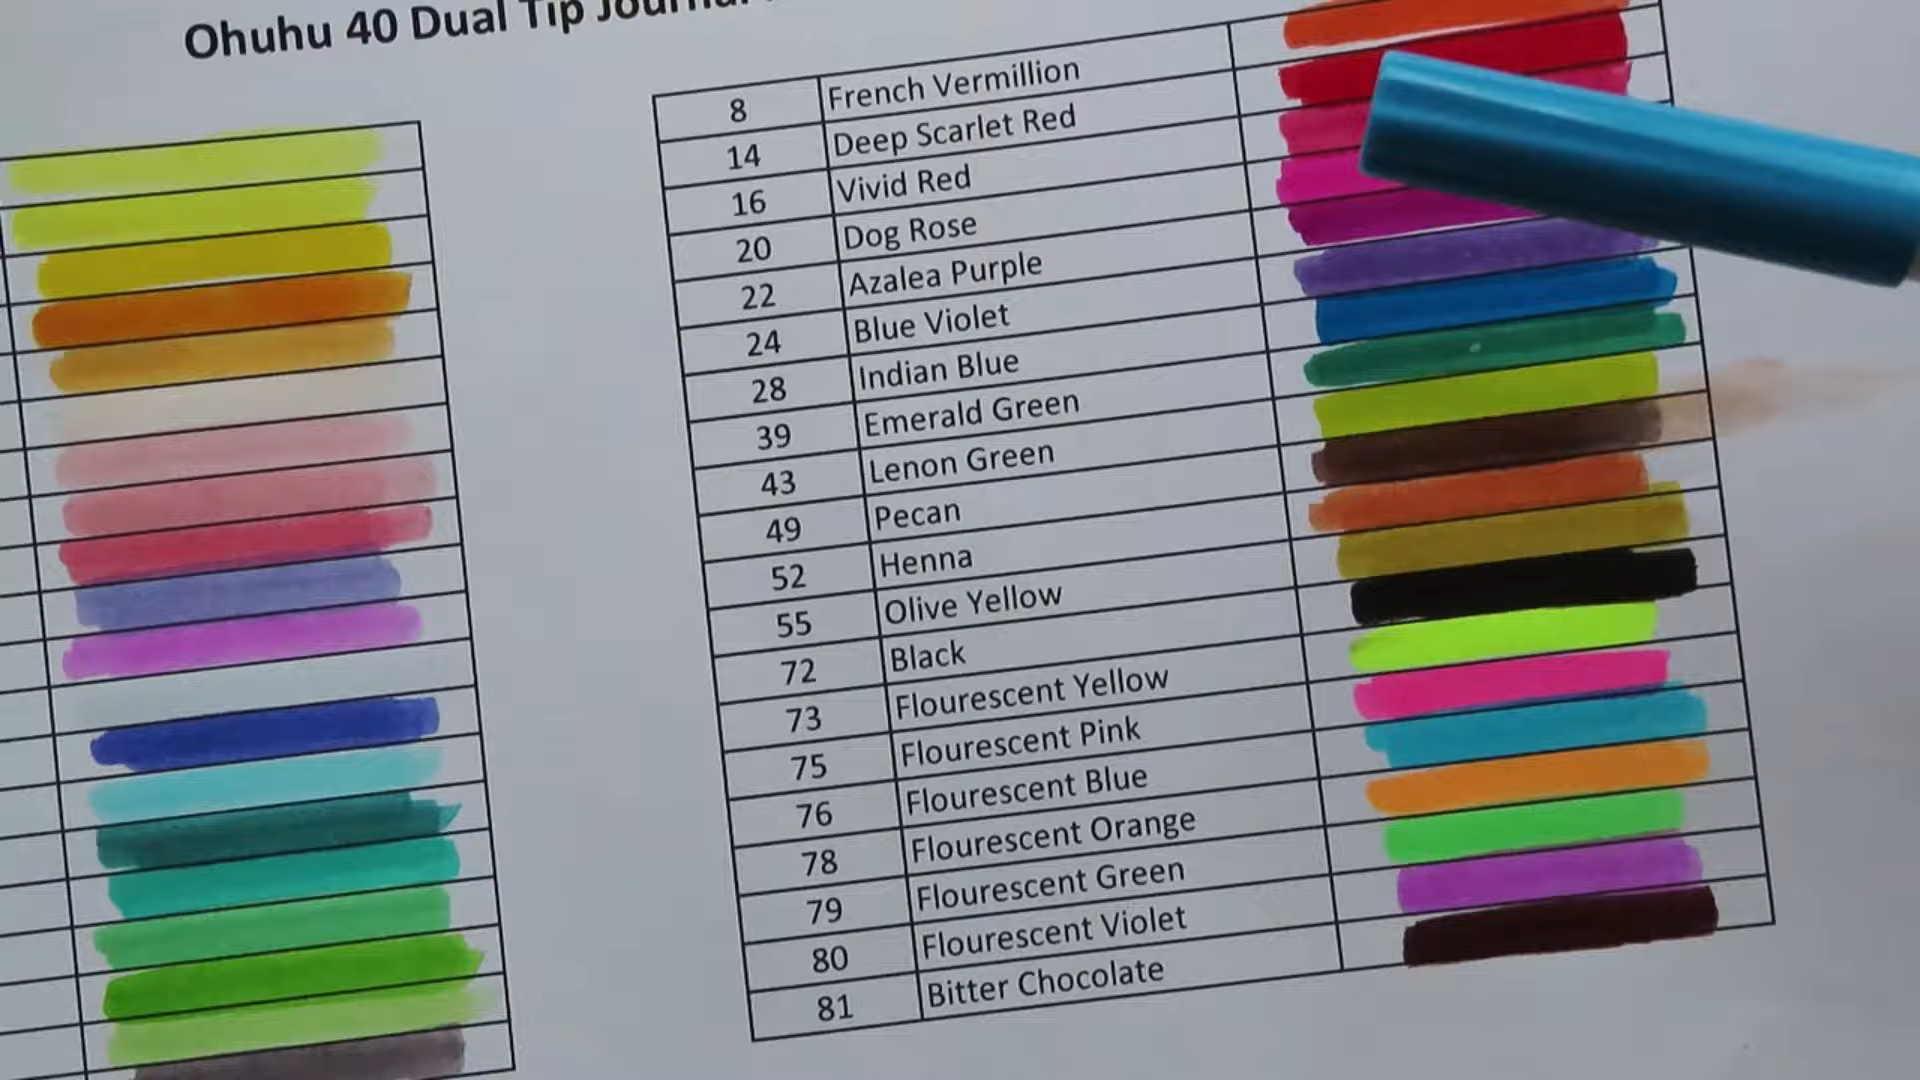 Ohuhu 40 Dual Tip Journal
8 French Vermillion
14 Deep Scarlet Red
16 Vivid Red
20 Dog Rose
22 Azalea Purple
24 Blue Violet
28 Indian Blue
39 Emerald Green
43 Lenon Green
49 Pecan
52 Henna
55 Olive Yellow
72 Black
73 Flourescent Yellow
75 Flourescent Pink
76 Flourescent Blue
78 Flourescent Orange
79 Flourescent Green
80 Flourescent Violet
81 Bitter Chocolate